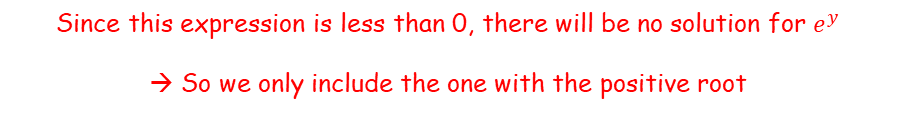 Since this expression is less than 0, there will be no solution for e^y
→ So we only include the one with the positive root